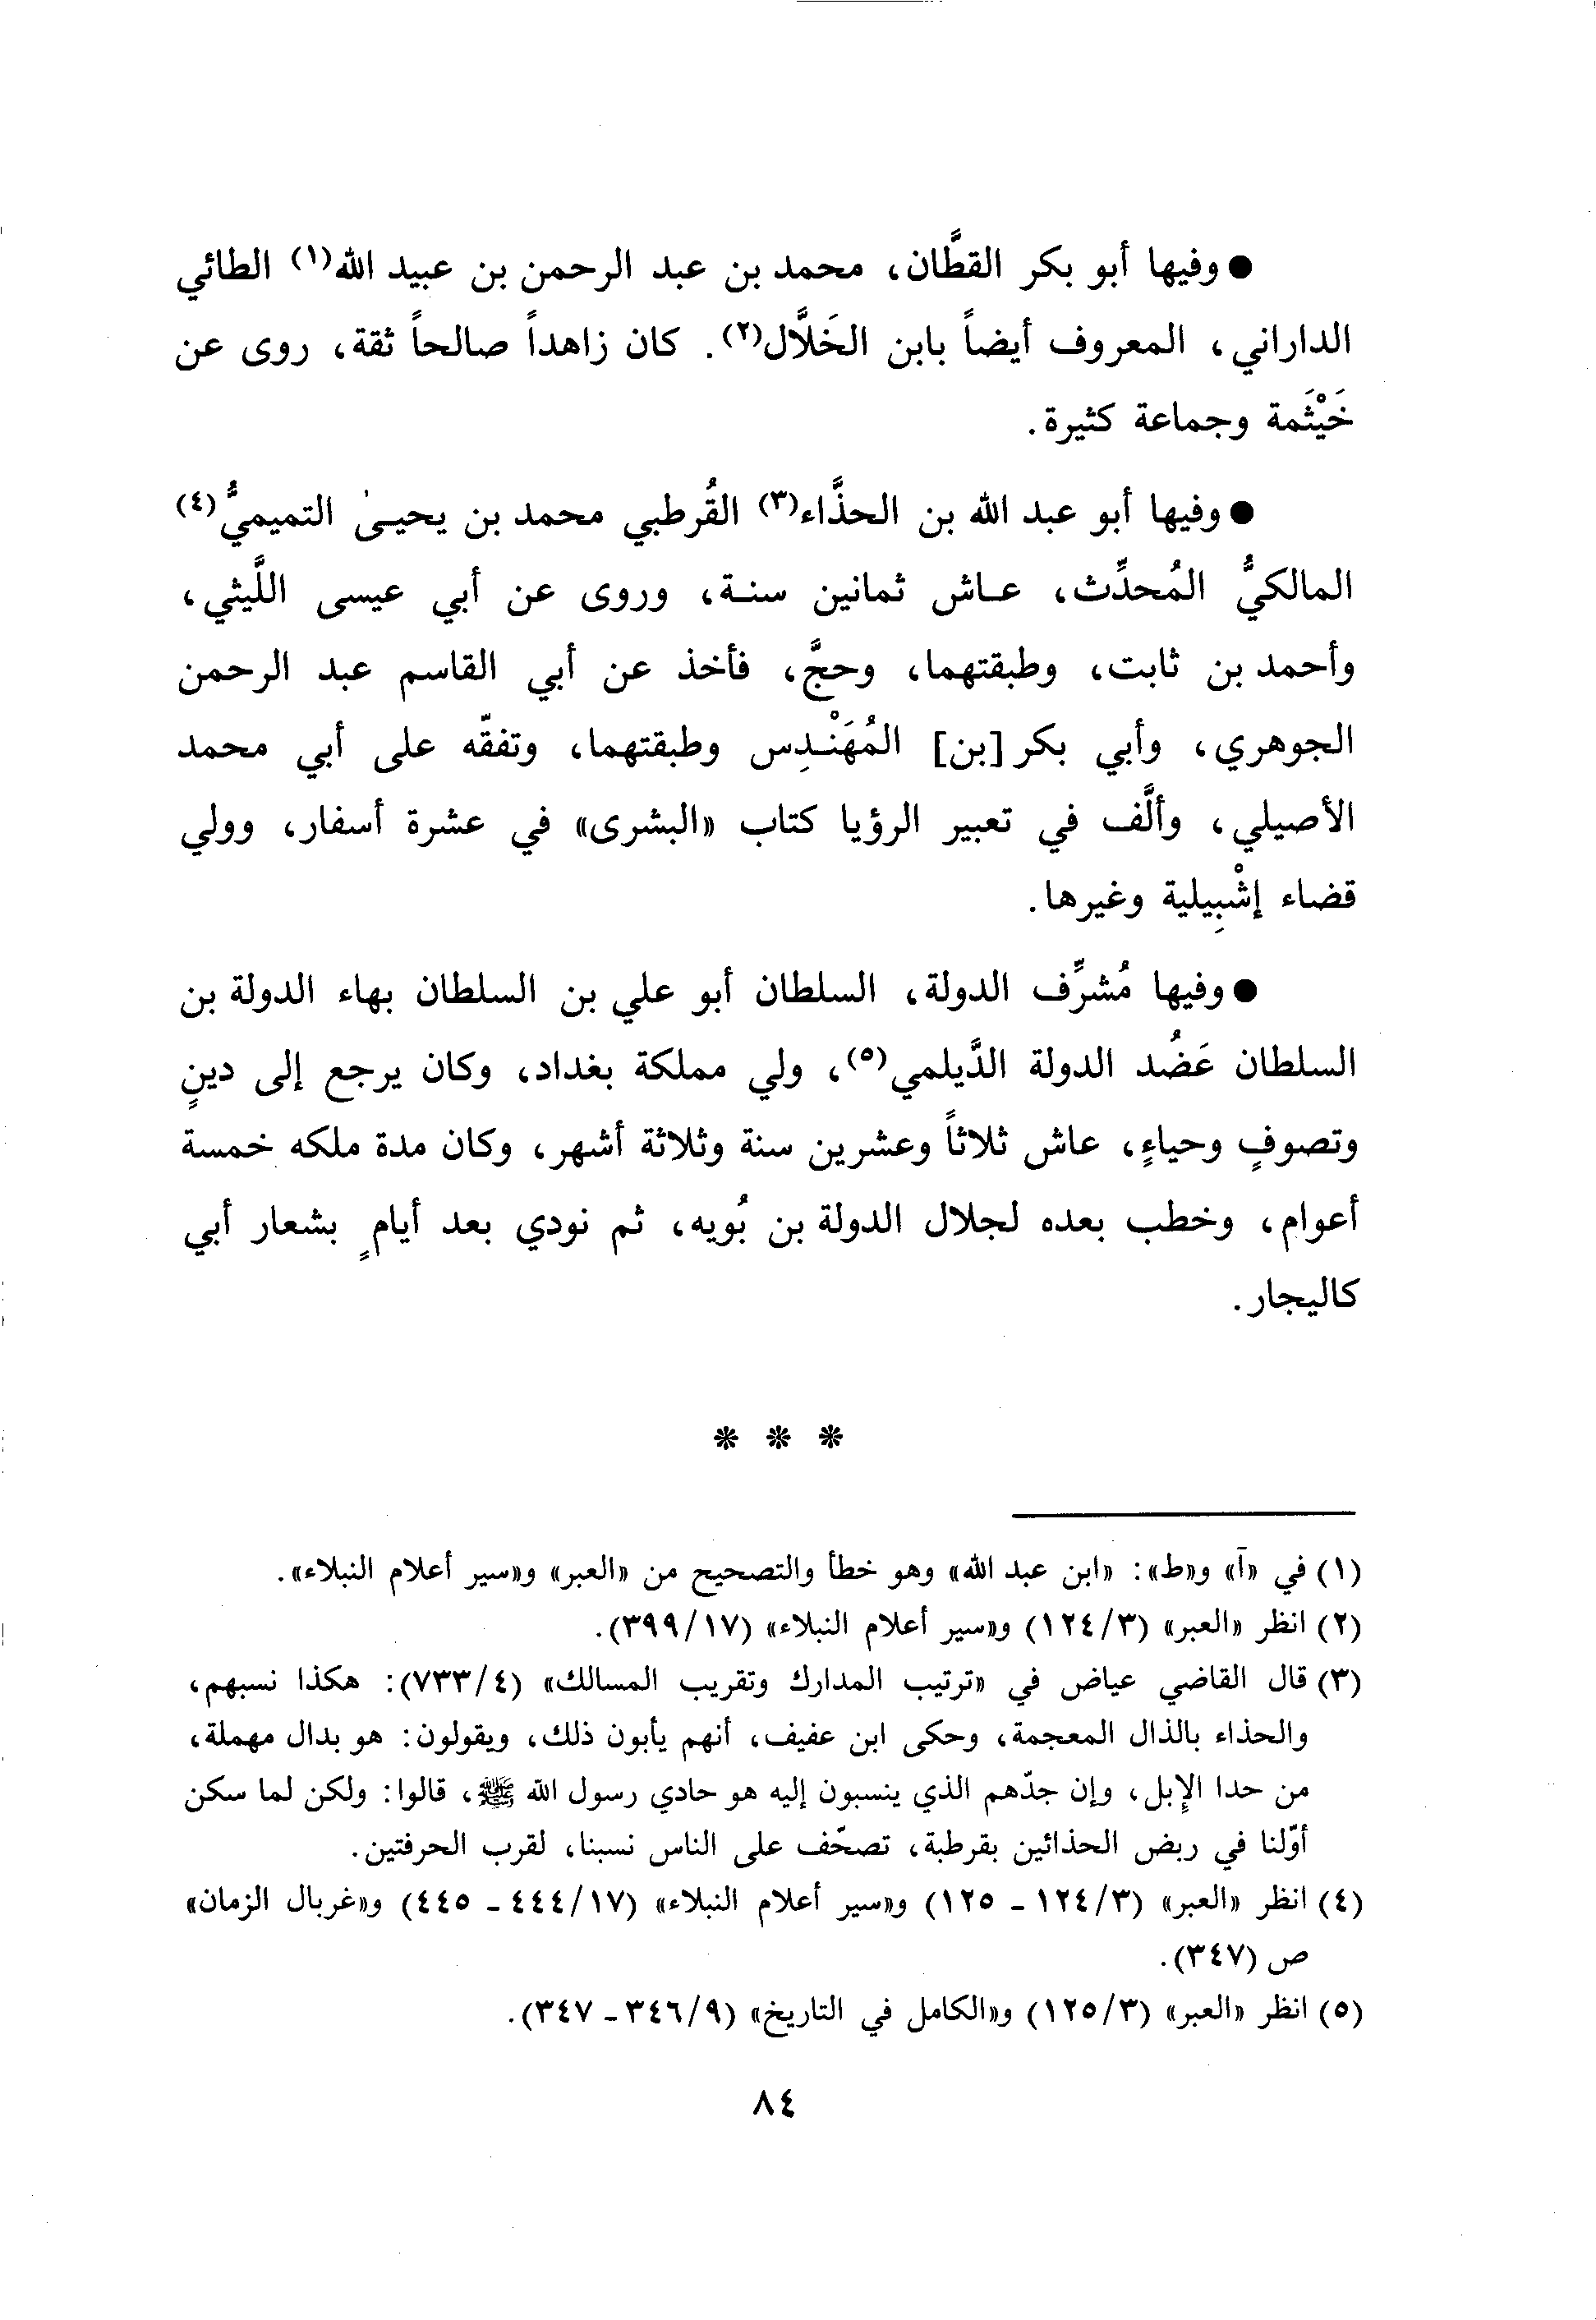 ● وفيها أبو بكر القطَّان، محمد بن عبد الرحمن بن عبيد الله(١) الطائي
الداراني، المعروف أيضاً بابن الخَلَّال(٢). كان زاهداً صالحاً ثقة، روى عن
خَيْثَمة وجماعة كثيرة.
● وفيها أبو عبد الله بن الحذَّاء(٣) القُرطبي محمد بن يحيىٰ التميميُّ(٤)
المالكيُّ المُحدِّث، عاش ثمانين سنة، وروى عن أبي عيسى اللَّيثي،
وأحمد بن ثابت، وطبقتهما، وحجَّ، فأخذ عن أبي القاسم عبد الرحمن
الجوهري، وأبي بكر [بن] المُهَنْدِس وطبقتهما، وتفقّه على أبي محمد
الأصيلي، وألَّف في تعبير الرؤيا كتاب «البشرى» في عشرة أسفار، وولي
قضاء إشْبِيلية وغيرها.
● وفيها مُشرِّف الدولة، السلطان أبو علي بن السلطان بهاء الدولة بن
السلطان عَضُد الدولة الدَّيلمي(٥)، ولي مملكة بغداد، وكان يرجع إلى دينٍ
وتصوفٍ وحياءٍ، عاش ثلاثاً وعشرين سنة وثلاثة أشهر، وكان مدة ملكه خمسة
أعوام، وخطب بعده لجلال الدولة بن بُويه، ثم نودي بعد أيامٍ بشعار أبي
كاليجار.
* * *
(١) في «آ» و«ط»: «ابن عبد الله» وهو خطأ والتصحيح من «العبر» و«سير أعلام النبلاء».
(٢) انظر «العبر» (٣/١٢٤) و«سير أعلام النبلاء» (١٧/٣٩٩).
(٣) قال القاضي عياض في «ترتيب المدارك وتقريب المسالك» (٤/٧٣٣): هكذا نسبهم،
والحذاء بالذال المعجمة، وحكى ابن عفيف، أنهم يأبون ذلك، ويقولون: هو بدال مهملة،
من حدا الإبل، وإن جدّهم الذي ينسبون إليه هو حادي رسول الله ﷺ، قالوا: ولكن لما سكن
أوّلنا في ربض الحذائين بقرطبة، تصحّف على الناس نسبنا، لقرب الحرفتين.
(٤) انظر «العبر» (٣/١٢٤ - ١٢٥) و«سير أعلام النبلاء» (١٧/٤٤٤ - ٤٤٥) و«غربال الزمان»
ص (٣٤٧).
(٥) انظر «العبر» (٣/١٢٥) و«الكامل في التاريخ» (٩/٣٤٦ - ٣٤٧).
٨٤